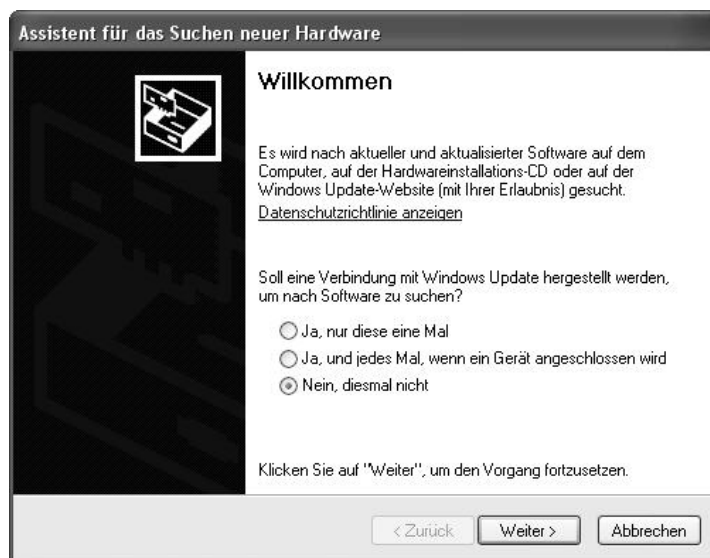 Assistent für das Suchen neuer Hardware
Willkommen
Es wird nach aktueller und aktualisierter Software auf dem
Computer, auf der Hardwareinstallations-CD oder auf der
Windows Update-Website (mit Ihrer Erlaubnis) gesucht.
Datenschutzrichtlinie anzeigen
Soll eine Verbindung mit Windows Update hergestellt werden,
um nach Software zu suchen?
Ja, nur diese eine Mal
Ja, und jedes Mal, wenn ein Gerät angeschlossen wird
Nein, diesmal nicht
Klicken Sie auf "Weiter", um den Vorgang fortzusetzen.
< Zurück Weiter > Abbrechen